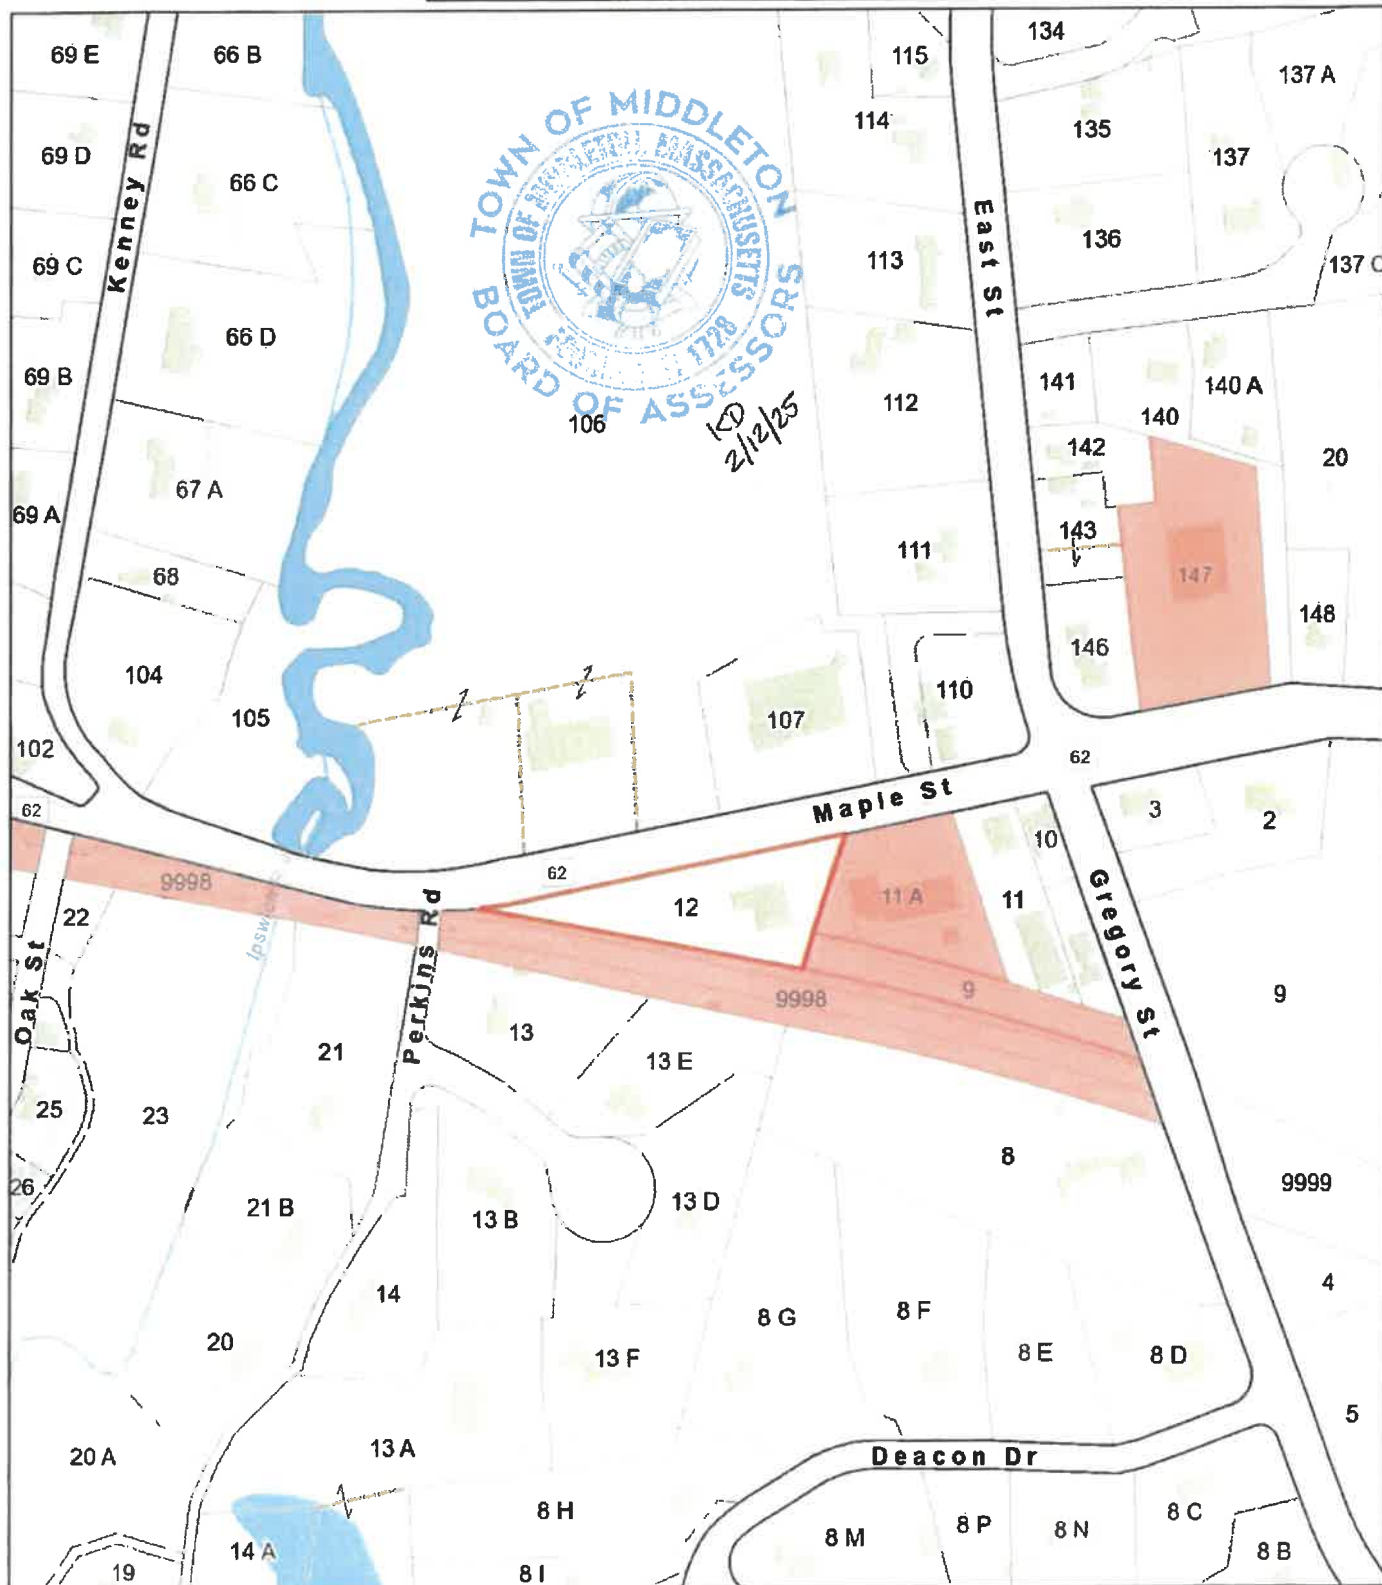 69 E
66 B
115
134
137 A
114
135
137
69 D
Kenney Rd
66 C
TOWN OF MIDDLETON
BOARD OF ASSESSORS
TOWN OF MASSACHUSETTS
1728
KD
2/12/25
East St
136
113
137 C
69 C
66 D
69 B
141
140 A
140
112
106
142
20
67 A
69 A
143
111
147
68
148
146
104
110
105
107
102
62
62
Maple St
3
2
62
10
62
9998
12
11 A
11
Gregory St
22
Oak St
Perkins Rd
9998
9
9
13
21
13 E
25
23
8
26
9999
21 B
13 B
13 D
14
4
20
8 G
8 F
13 F
8 E
8 D
5
20 A
13 A
Deacon Dr
8 H
8 M
8 P
8 N
8 C
14 A
8 B
19
8 I